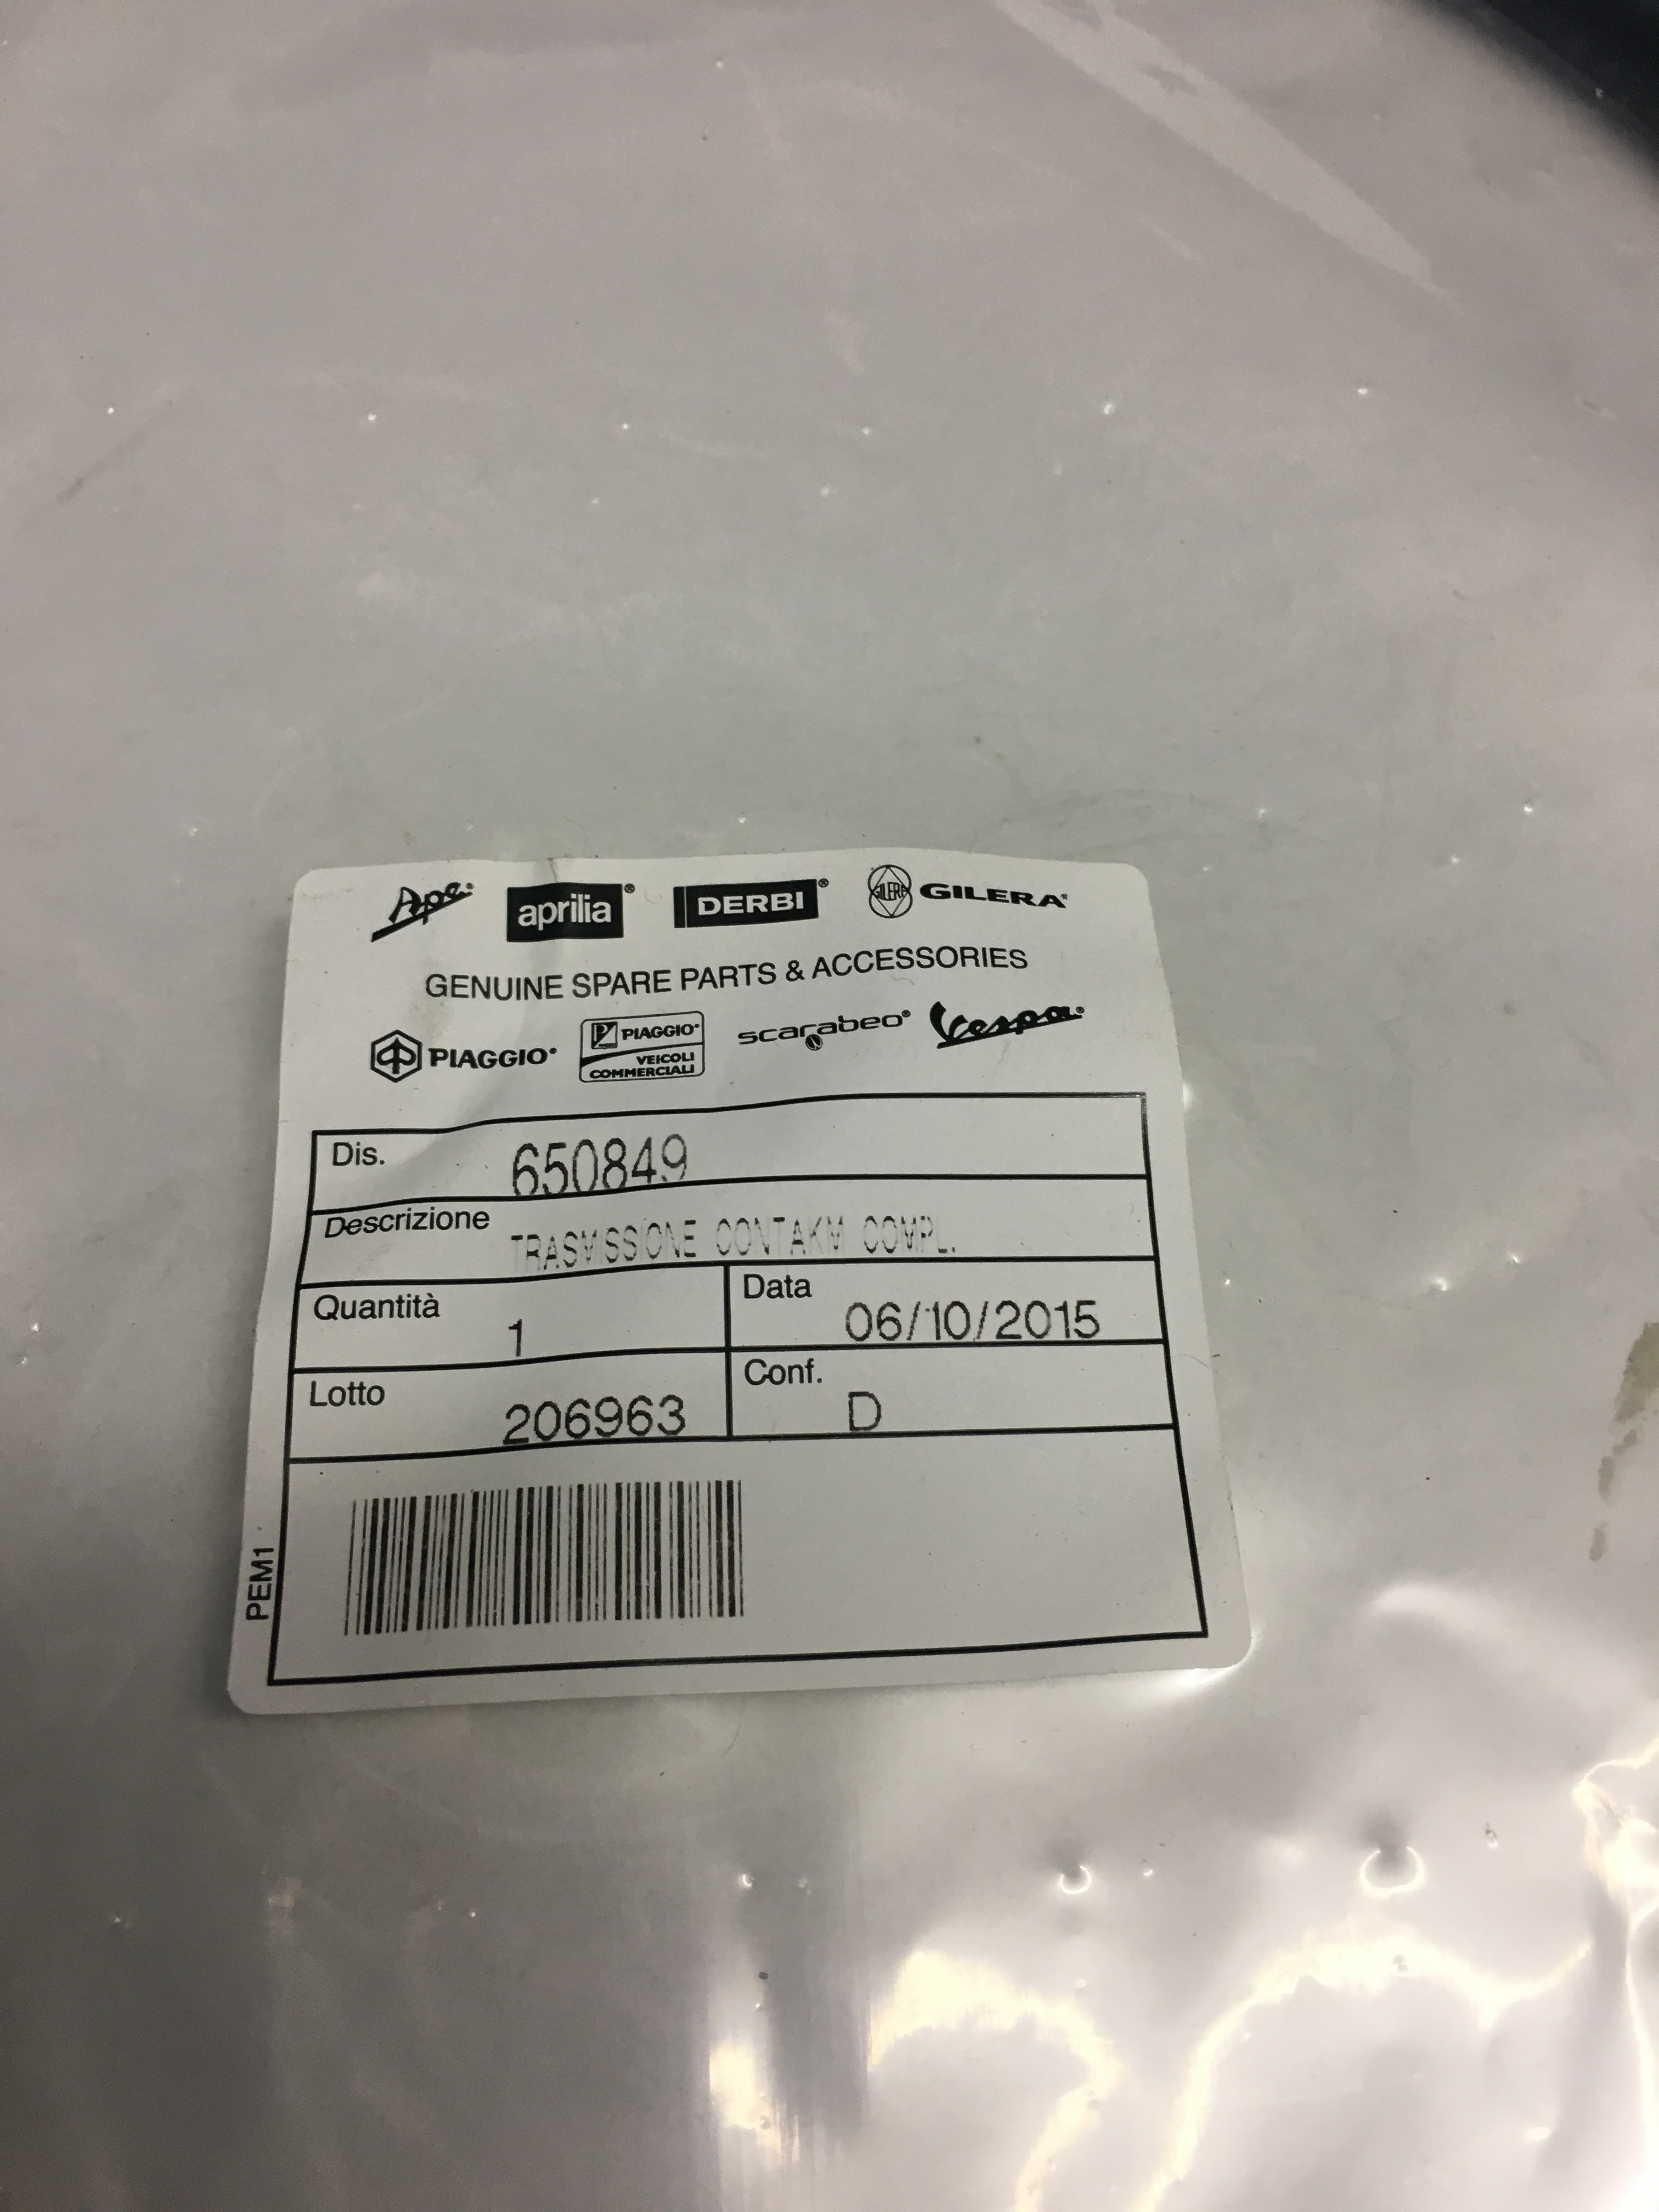 Ape®
aprilia®
DERBI®
GILERA
GILERA®
GENUINE SPARE PARTS & ACCESSORIES
PIAGGIO®
PIAGGIO®
VEICOLI
COMMERCIALI
scarabeo®
Vespa®
Dis. 650849
Descrizione TRASMISSIONE CONTAKM COMPL.
Quantità 1
Data 06/10/2015
Lotto 206963
Conf. D
PEM1